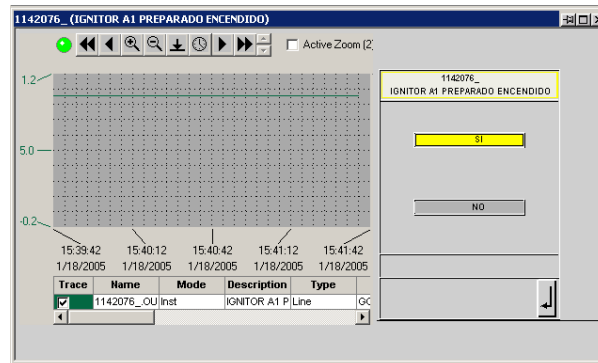 1142076_ (IGNITOR A1 PREPARADO ENCENDIDO)
Active Zoom (2
1.2
5.0
-0.2
15:39:42 15:40:12 15:40:42 15:41:12 15:41:42
1/18/2005 1/18/2005 1/18/2005 1/18/2005 1/18/2005
Trace Name Mode Description Type
1142076_.OU Inst IGNITOR A1 P Line GC
1142076_
IGNITOR A1 PREPARADO ENCENDIDO
SI
NO